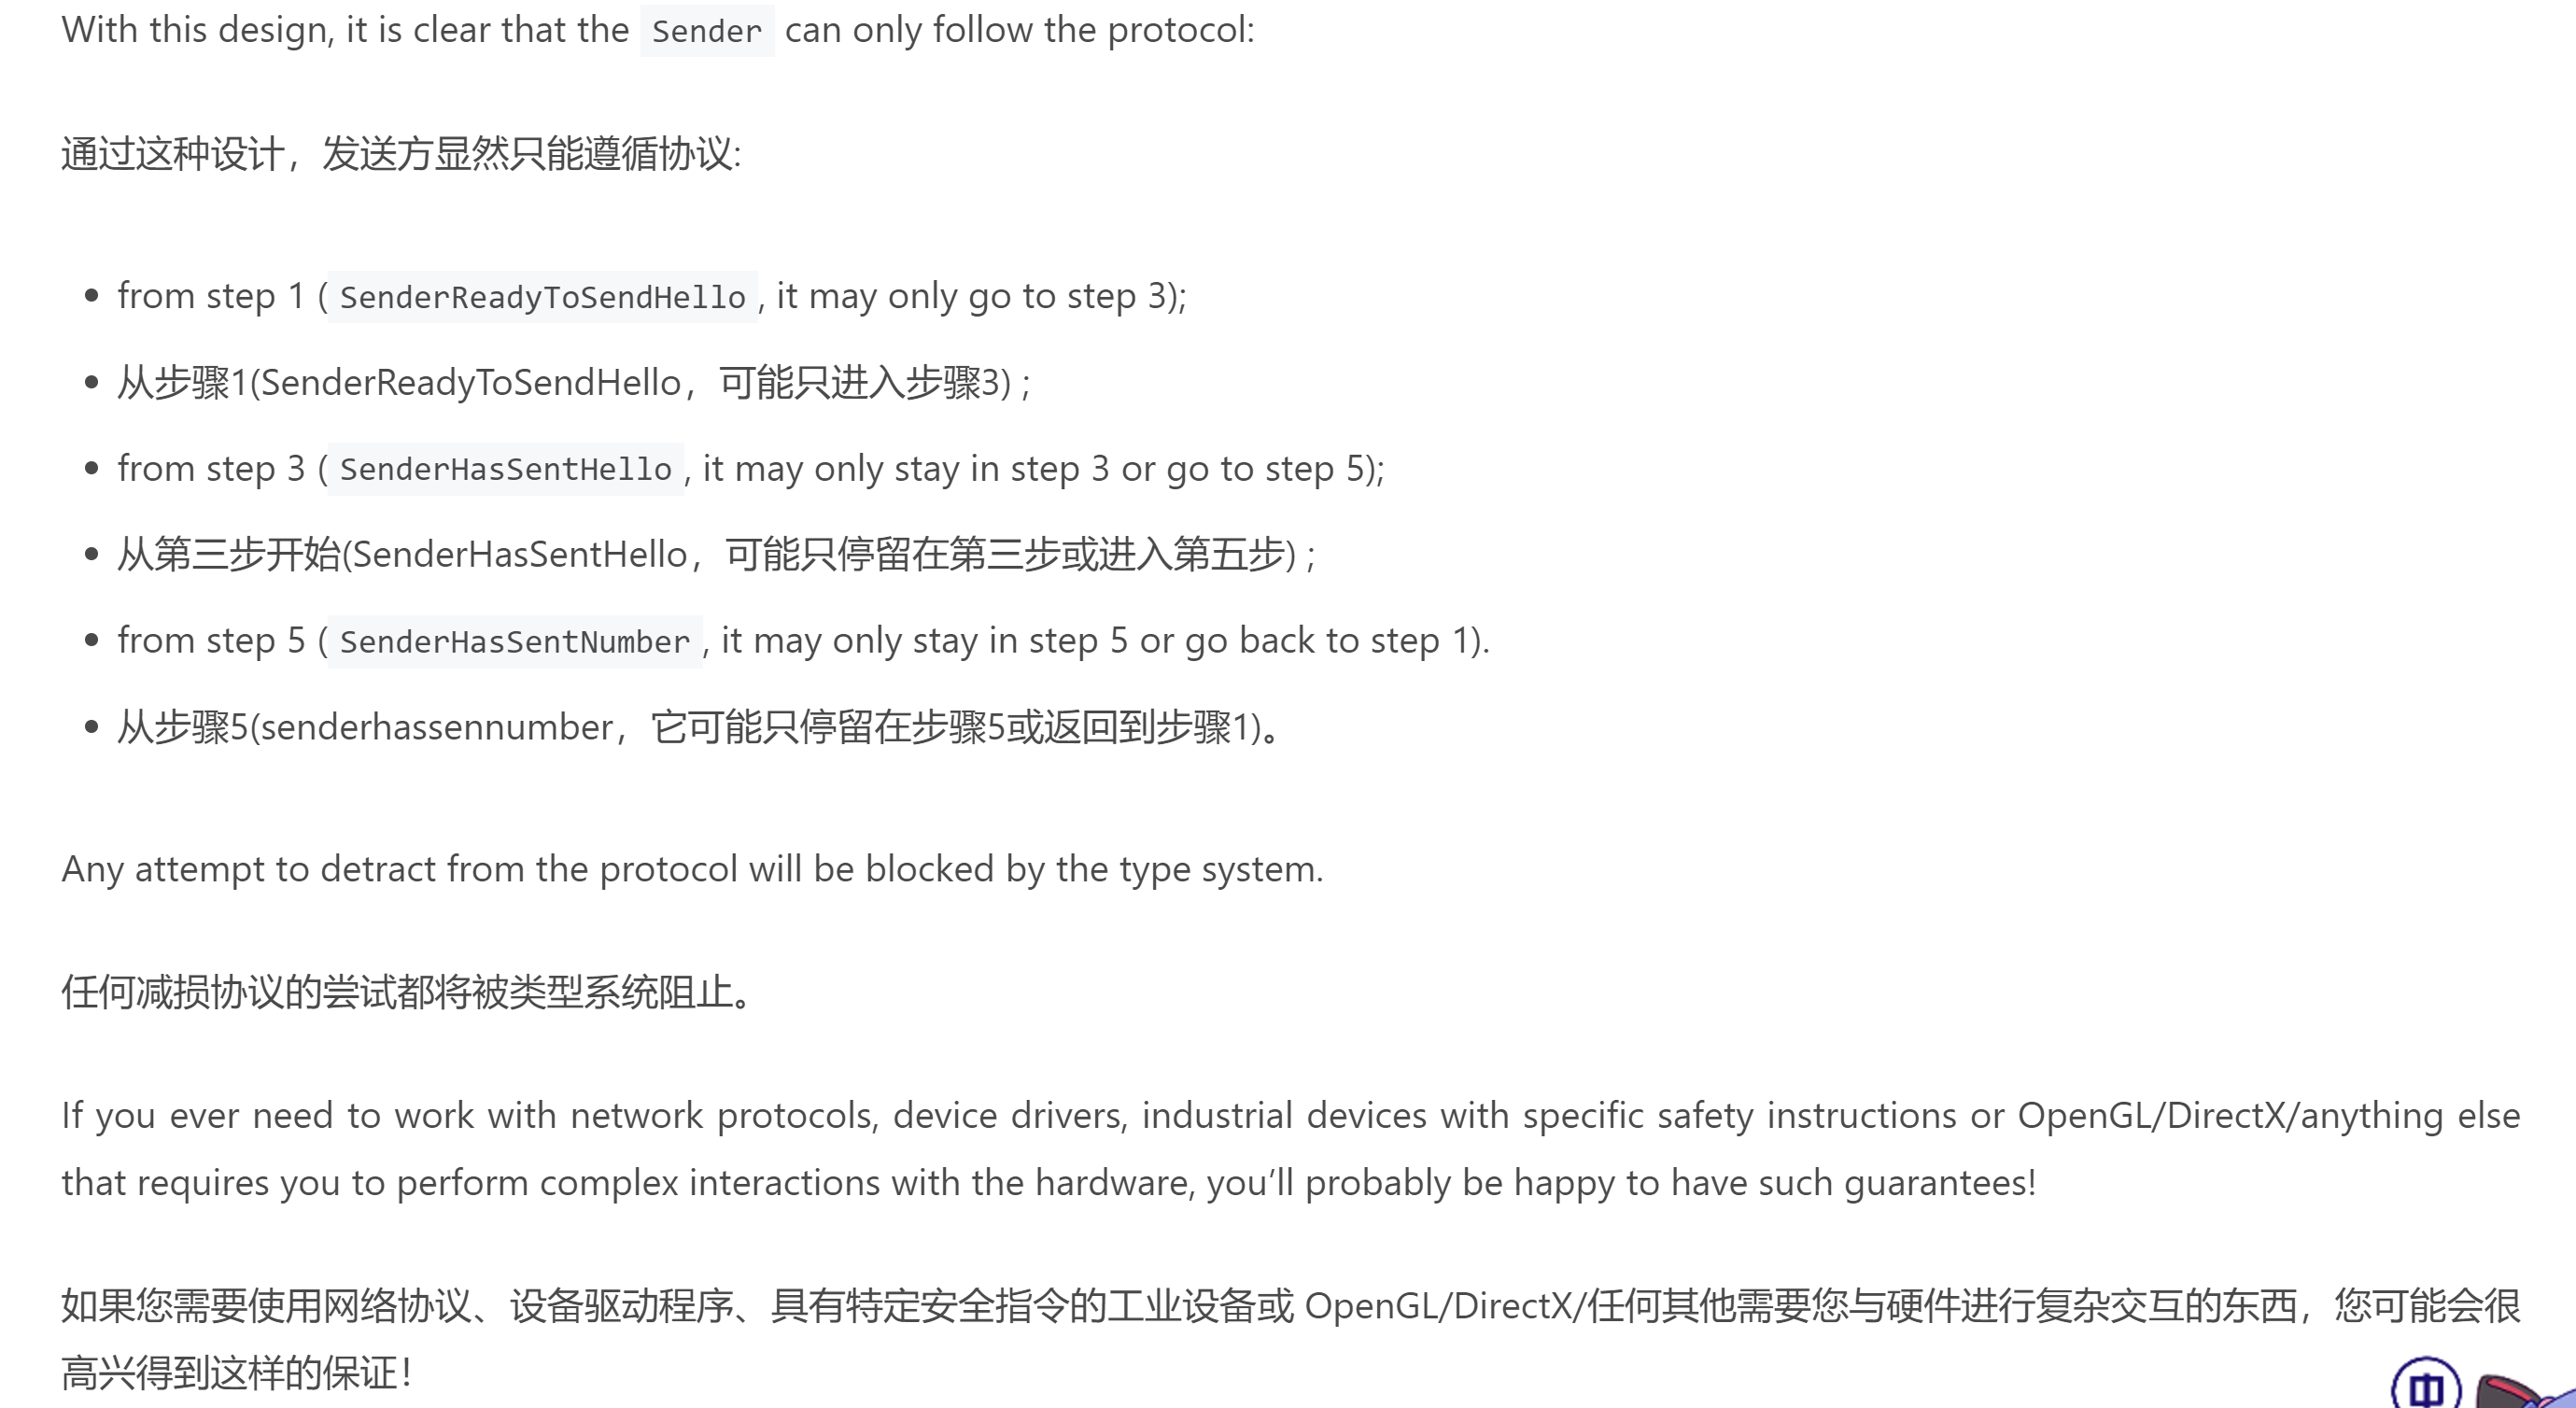 With this design, it is clear that the Sender can only follow the protocol:
通过这种设计，发送方显然只能遵循协议:
from step 1 ( SenderReadyToSendHello , it may only go to step 3);
从步骤1(SenderReadyToSendHello，可能只进入步骤3) ;
from step 3 ( SenderHasSentHello , it may only stay in step 3 or go to step 5);
从第三步开始(SenderHasSentHello，可能只停留在第三步或进入第五步) ;
from step 5 ( SenderHasSentNumber , it may only stay in step 5 or go back to step 1).
从步骤5(senderhassennumber，它可能只停留在步骤5或返回到步骤1)。
Any attempt to detract from the protocol will be blocked by the type system.
任何减损协议的尝试都将被类型系统阻止。
If you ever need to work with network protocols, device drivers, industrial devices with specific safety instructions or OpenGL/DirectX/anything else
that requires you to perform complex interactions with the hardware, you’ll probably be happy to have such guarantees!
如果您需要使用网络协议、设备驱动程序、具有特定安全指令的工业设备或 OpenGL/DirectX/任何其他需要您与硬件进行复杂交互的东西，您可能会很
高兴得到这样的保证！
中